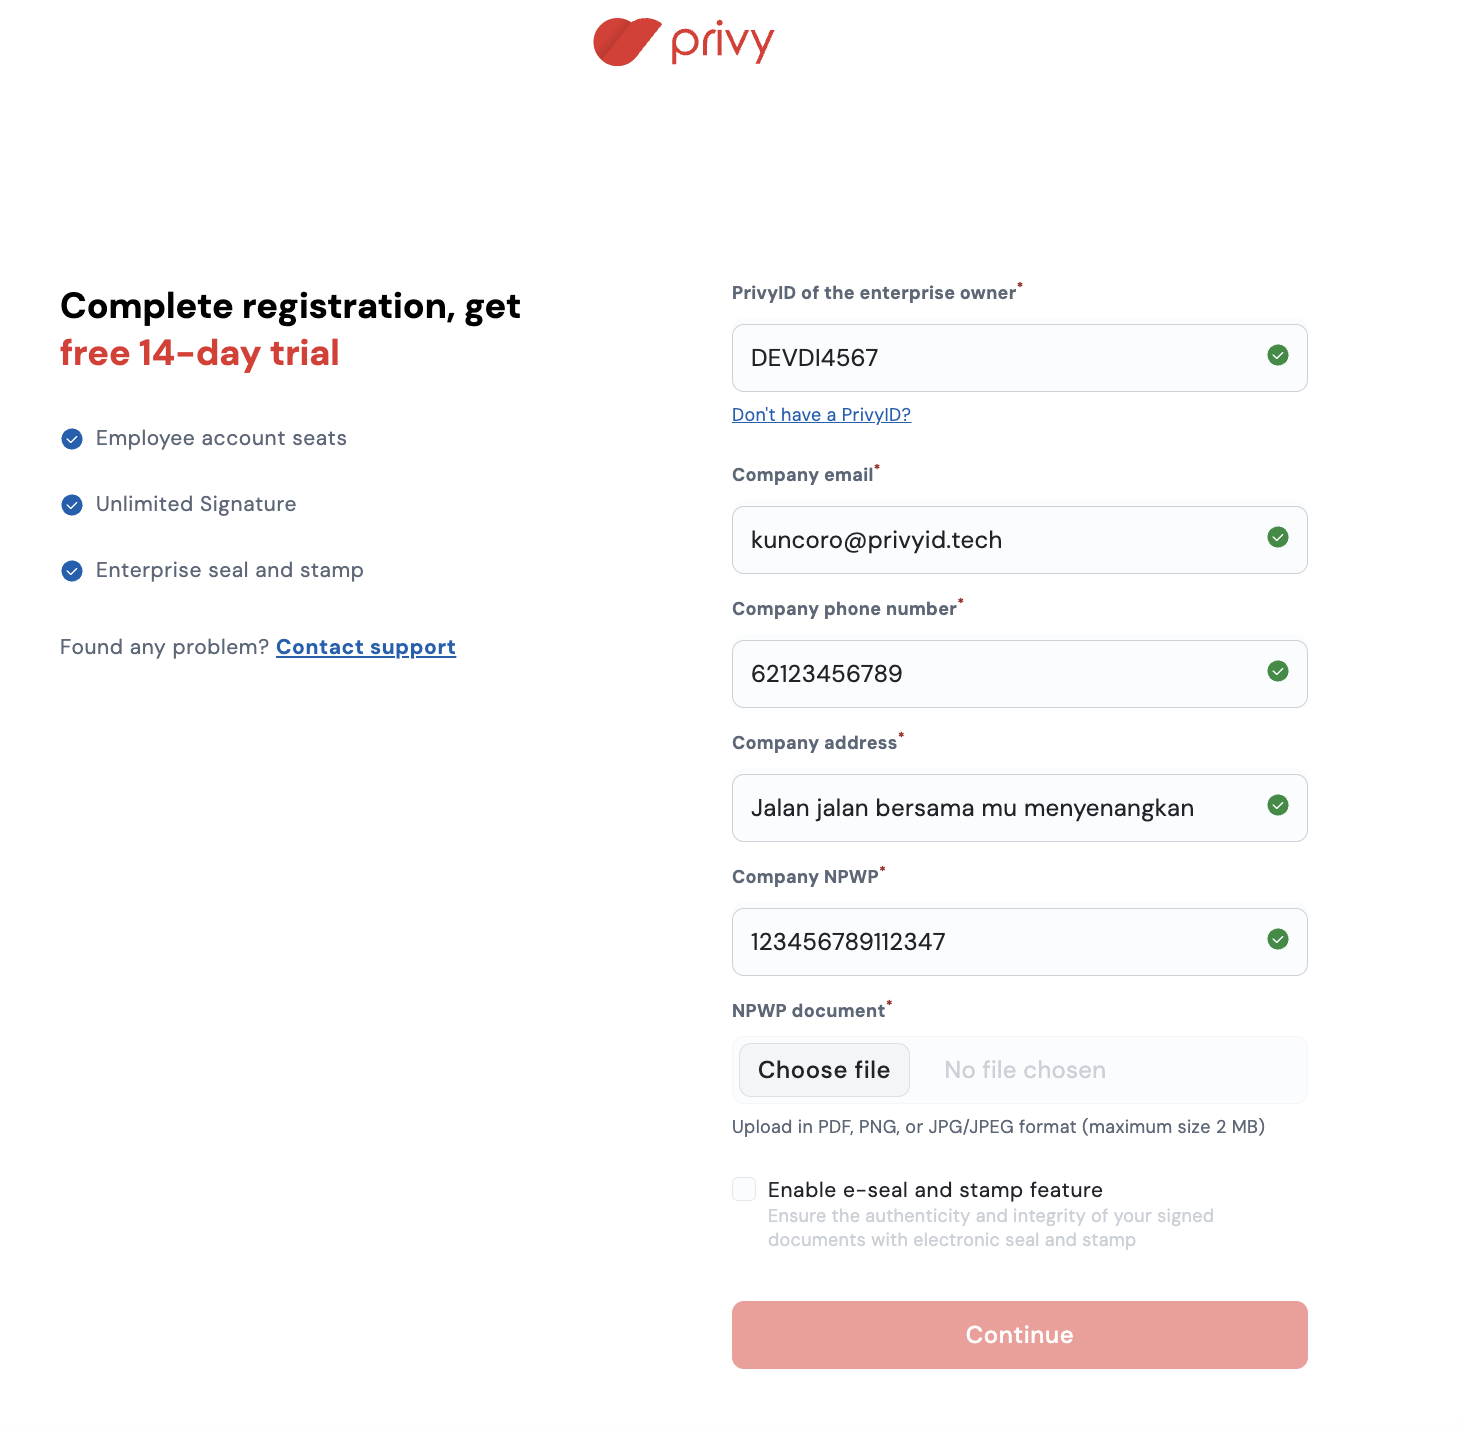 privy
Complete registration, get
free 14-day trial
Employee account seats
Unlimited Signature
Enterprise seal and stamp
Found any problem? Contact support
PrivyID of the enterprise owner*
DEVDI4567
Don't have a PrivyID?
Company email*
kuncoro@privyid.tech
Company phone number*
62123456789
Company address*
Jalan jalan bersama mu menyenangkan
Company NPWP*
123456789112347
NPWP document*
Choose file No file chosen
Upload in PDF, PNG, or JPG/JPEG format (maximum size 2 MB)
Enable e-seal and stamp feature
Ensure the authenticity and integrity of your signed
documents with electronic seal and stamp
Continue